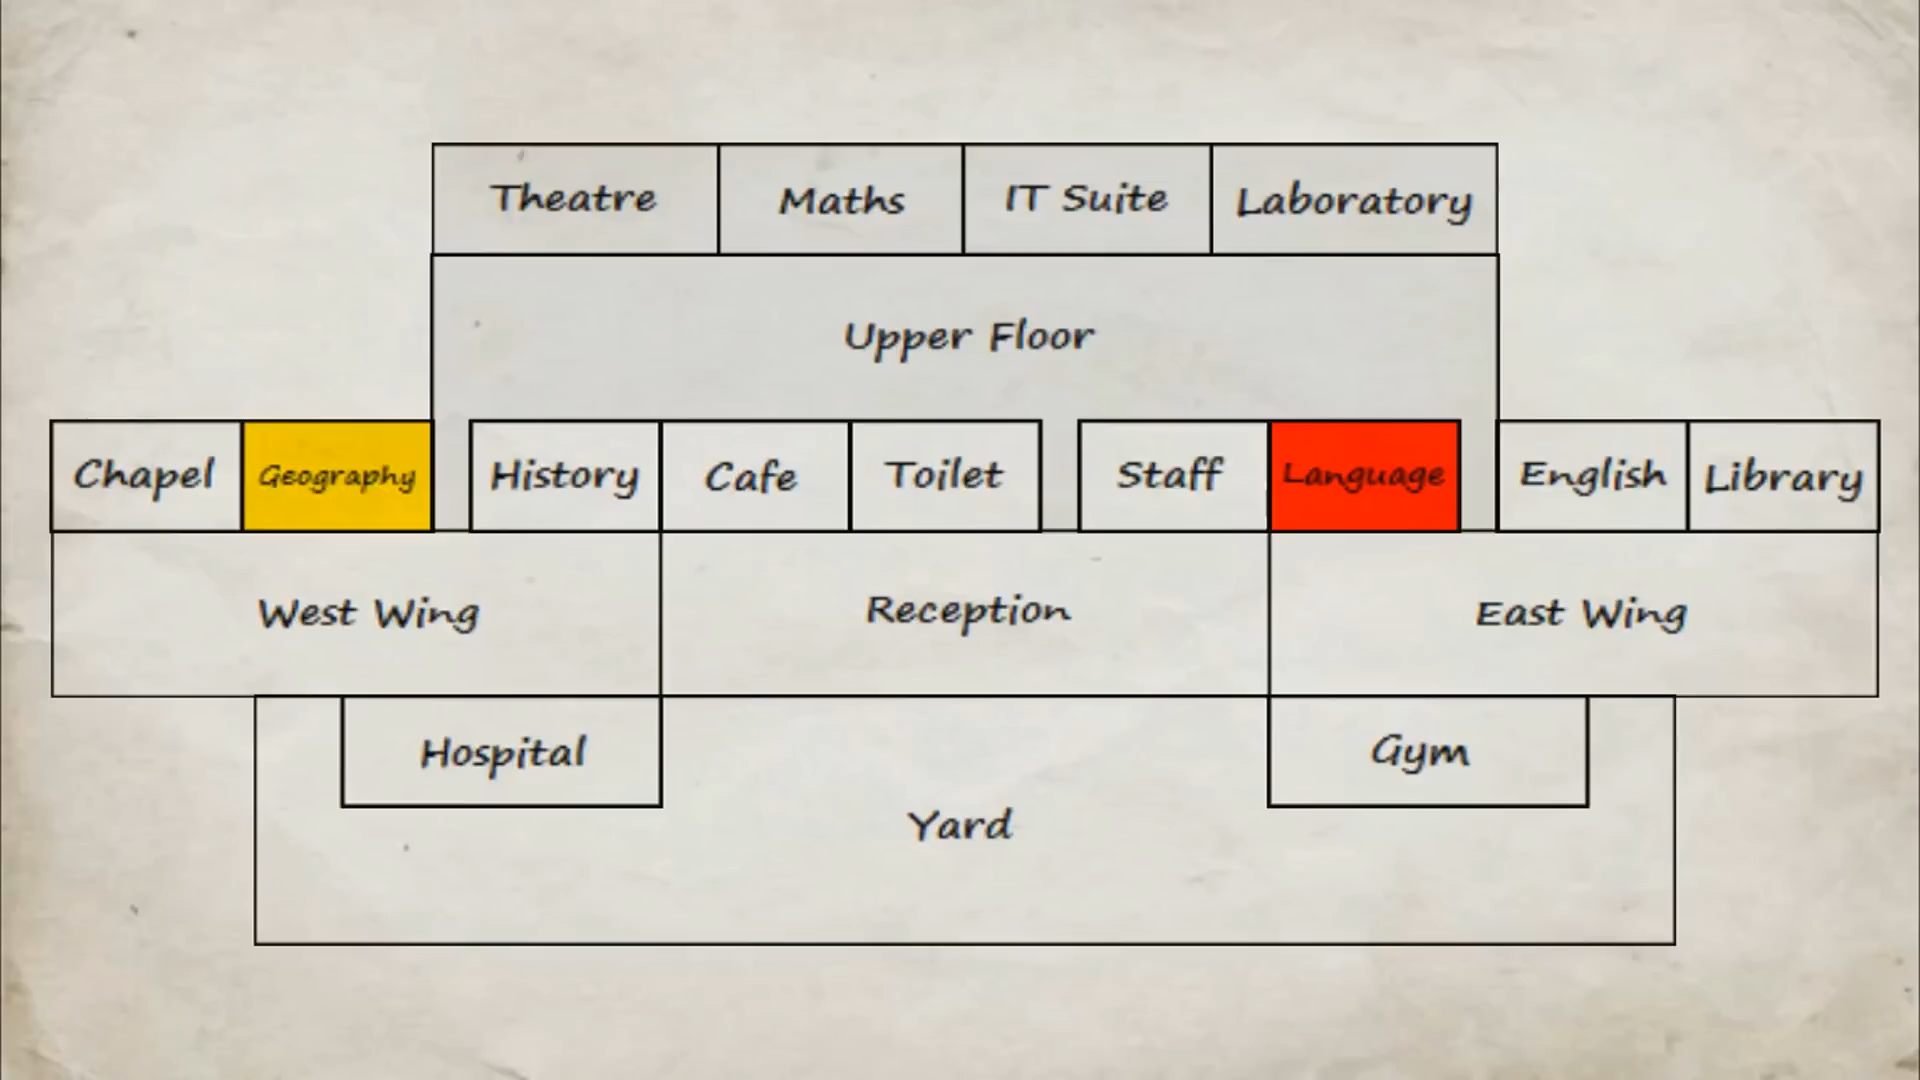 Theatre
Maths
IT Suite
Laboratory
Upper Floor
Chapel
Geography
History
Cafe
Toilet
Staff
Language
English
Library
West Wing
Reception
East Wing
Hospital
Gym
Yard